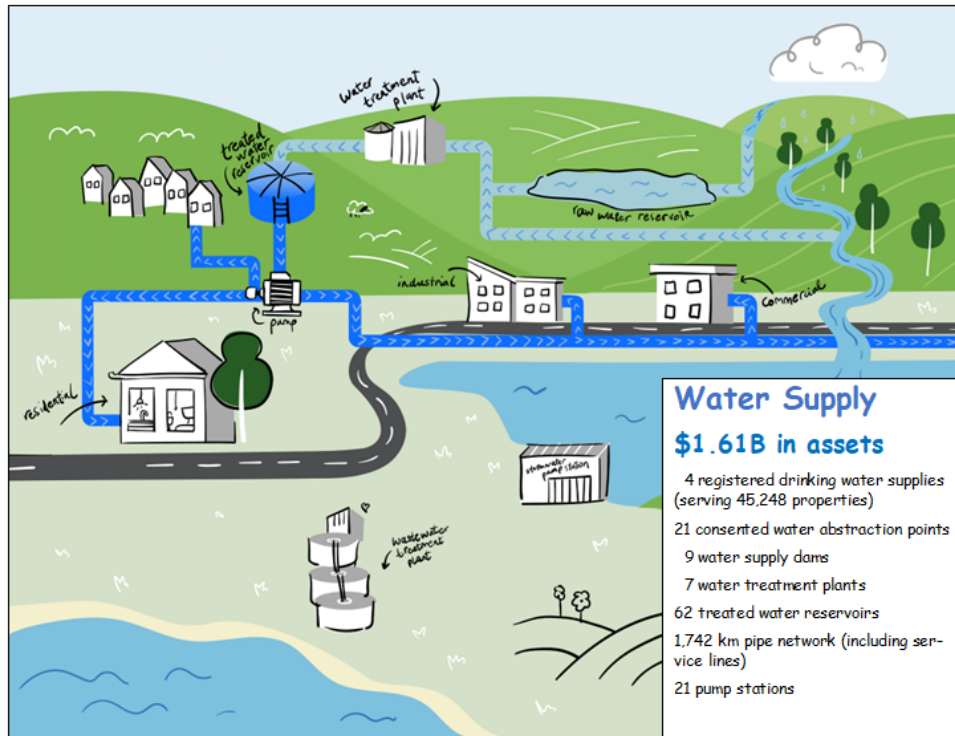 water
treatment
plant
treated
water
reservoir
raw water reservoir
industrial
commercial
pump
residential
stormwater
pump station
wastewater
treatment
plant
Water Supply
$1.61B in assets
4 registered drinking water supplies
(serving 45,248 properties)
21 consented water abstraction points
9 water supply dams
7 water treatment plants
62 treated water reservoirs
1,742 km pipe network (including ser-
vice lines)
21 pump stations